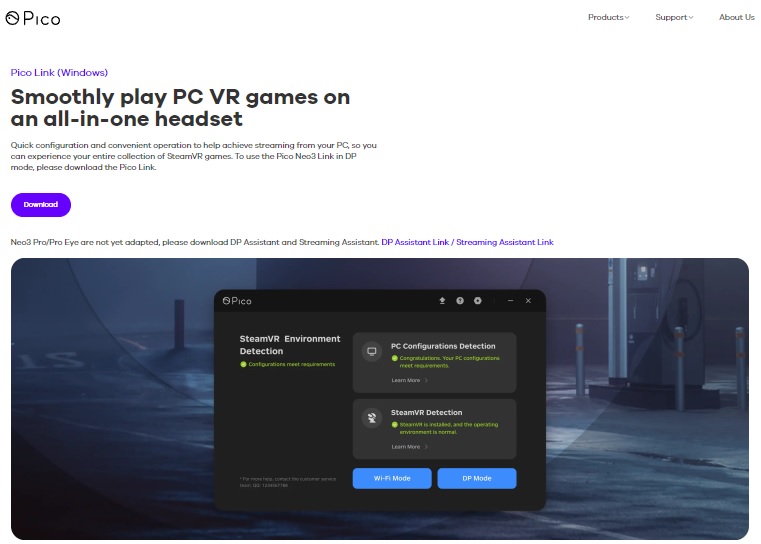 Pico
Products
Support
About Us
Pico Link (Windows)
Smoothly play PC VR games on
an all-in-one headset
Quick configuration and convenient operation to help achieve streaming from your PC, so you
can experience your entire collection of SteamVR games. To use the Pico Neo3 Link in DP
mode, please download the Pico Link.
Download
Neo3 Pro/Pro Eye are not yet adapted, please download DP Assistant and Streaming Assistant. DP Assistant Link / Streaming Assistant Link
Pico
SteamVR Environment
Detection
Configurations meet requirements
PC Configurations Detection
Congratulations. Your PC configurations
meet requirements.
Learn More
SteamVR Detection
SteamVR is installed, and the operating
environment is normal.
Learn More
* For more help, contact the customer service
team. QQ: 1234567788
Wi-Fi Mode
DP Mode